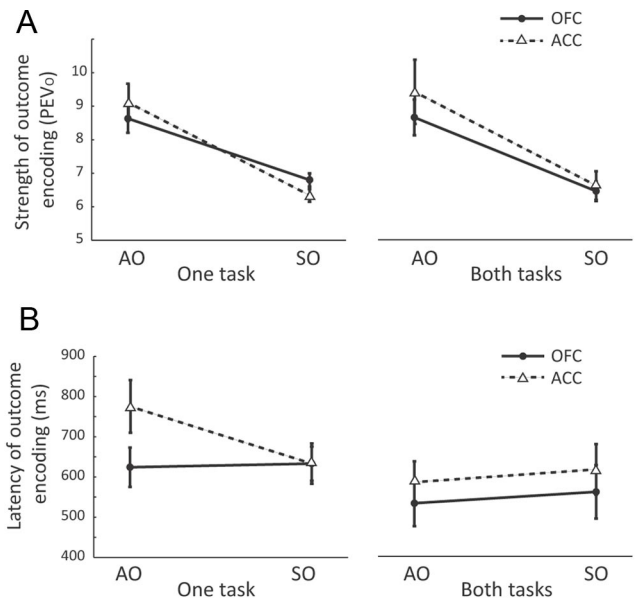 A
OFC
ACC
Strength of outcome
encoding (PEVO)
10
9
8
7
6
5
AO
SO
One task
AO
SO
Both tasks
B
OFC
ACC
Latency of outcome
encoding (ms)
900
800
700
600
500
400
AO
SO
One task
AO
SO
Both tasks